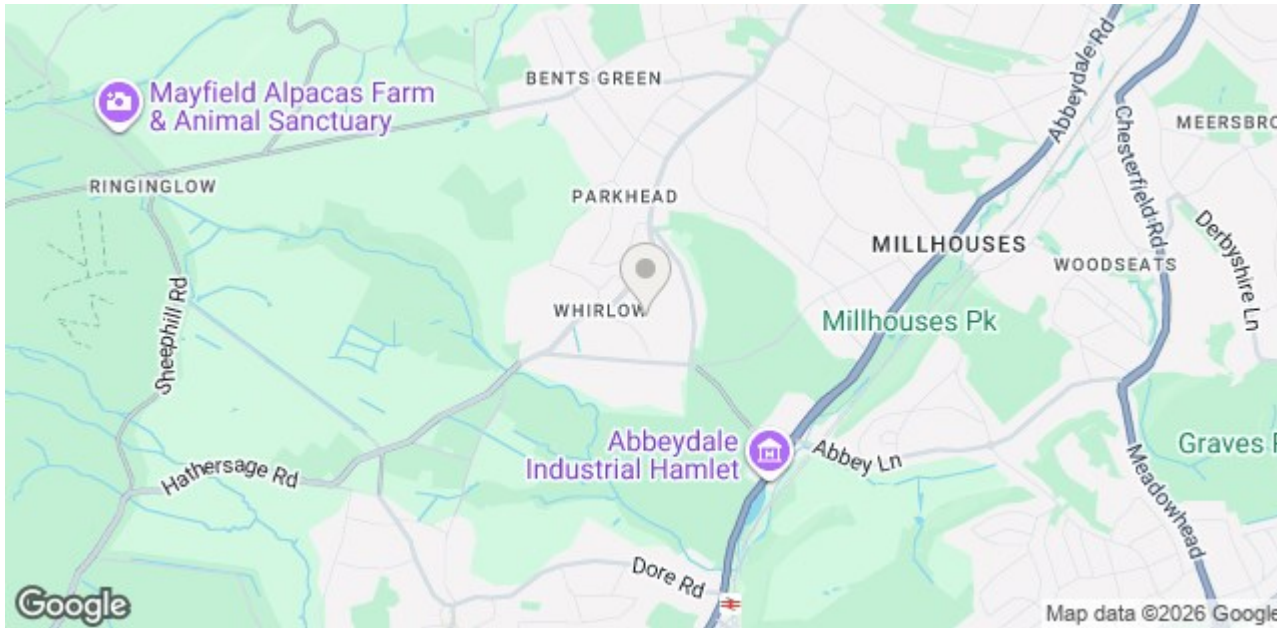 BENTS GREEN
Mayfield Alpacas Farm
& Animal Sanctuary
Abbeydale Rd
Chesterfield Rd
MEERSBRO
RINGINGLOW
PARKHEAD
Derbyshire Ln
MILLHOUSES
WOODSEATS
Sheephill Rd
WHIRLOW
Millhouses Pk
Abbeydale
Industrial Hamlet
Abbey Ln
Graves P
Hathersage Rd
Meadowhead
Dore Rd
Google
Map data ©2026 Google